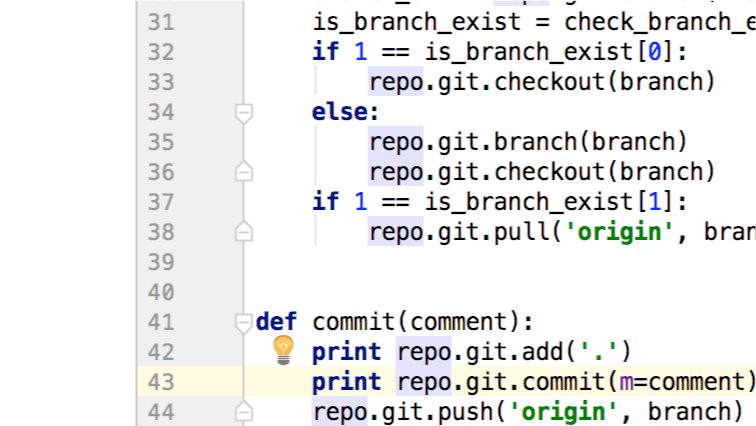 31 is_branch_exist = check_branch_e
32 if 1 == is_branch_exist[0]:
33 repo.git.checkout(branch)
34 else:
35 repo.git.branch(branch)
36 repo.git.checkout(branch)
37 if 1 == is_branch_exist[1]:
38 repo.git.pull('origin', bran
39
40
41 def commit(comment):
42 print repo.git.add('.')
43 print repo.git.commit(m=comment)
44 repo.git.push('origin', branch)